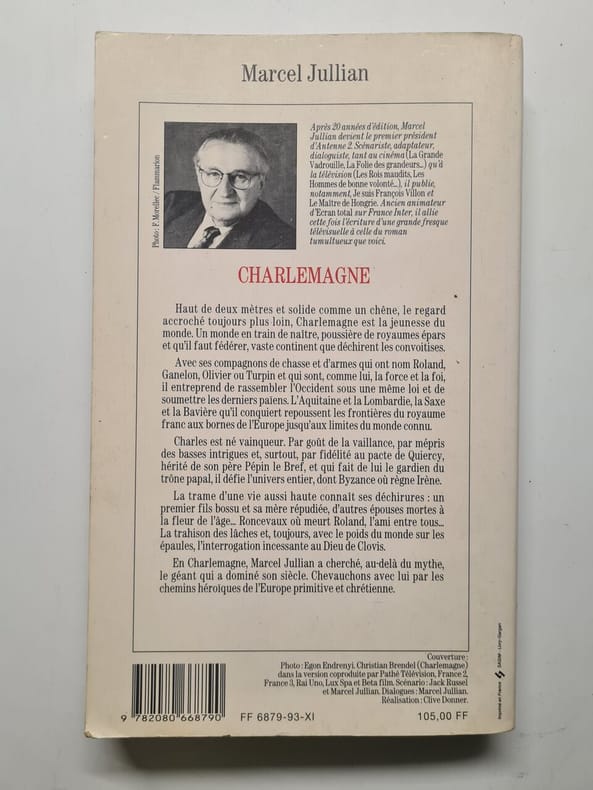 Marcel Jullian
Photo : F. Morellec / Flammarion
Après 20 années d'édition, Marcel
Jullian devient le premier président
d'Antenne 2. Scénariste, adaptateur,
dialoguiste, tant au cinéma (La Grande
Vadrouille, La Folie des grandeurs...) qu'à
la télévision (Les Rois maudits, Les
Hommes de bonne volonté...), il publie,
notamment, Je suis François Villon et
Le Maître de Hongrie. Ancien animateur
d'Ecran total sur France Inter, il allie
cette fois l'écriture d'une grande fresque
télévisuelle à celle du roman
tumultueux que voici.
CHARLEMAGNE
Haut de deux mètres et solide comme un chêne, le regard
accroché toujours plus loin, Charlemagne est la jeunesse du
monde. Un monde en train de naître, poussière de royaumes épars
et qu'il faut fédérer, vaste continent que déchirent les convoitises.
Avec ses compagnons de chasse et d'armes qui ont nom Roland,
Ganelon, Olivier ou Turpin et qui sont, comme lui, la force et la foi,
il entreprend de rassembler l'Occident sous une même loi et de
soumettre les derniers païens. L'Aquitaine et la Lombardie, la Saxe
et la Bavière qu'il conquiert repoussent les frontières du royaume
franc aux bornes de l'Europe jusqu'aux limites du monde connu.
Charles est né vainqueur. Par goût de la vaillance, par mépris
des basses intrigues et, surtout, par fidélité au pacte de Quiercy,
hérité de son père Pépin le Bref, et qui fait de lui le gardien du
trône papal, il défie l'univers entier, dont Byzance où règne Irène.
La trame d'une vie aussi haute connaît ses déchirures : un
premier fils bossu et sa mère répudiée, d'autres épouses mortes à
la fleur de l'âge... Roncevaux où meurt Roland, l'ami entre tous...
La trahison des lâches et, toujours, avec le poids du monde sur les
épaules, l'interrogation incessante au Dieu de Clovis.
En Charlemagne, Marcel Jullian a cherché, au-delà du mythe,
le géant qui a dominé son siècle. Chevauchons avec lui par les
chemins héroïques de l'Europe primitive et chrétienne.
Couverture :
Photo : Egon Endrenyi. Christian Brendel (Charlemagne)
dans la version coproduite par Pathé Télévision, France 2,
France 3, Rai Uno, Lux Spa et Beta film. Scénario : Jack Russel
et Marcel Jullian. Dialogues : Marcel Jullian.
Réalisation : Clive Donner.
9 782080 668790
FF 6879-93-XI
105,00 FF
Imprimé en France
SAGIM - Livry-Gargan